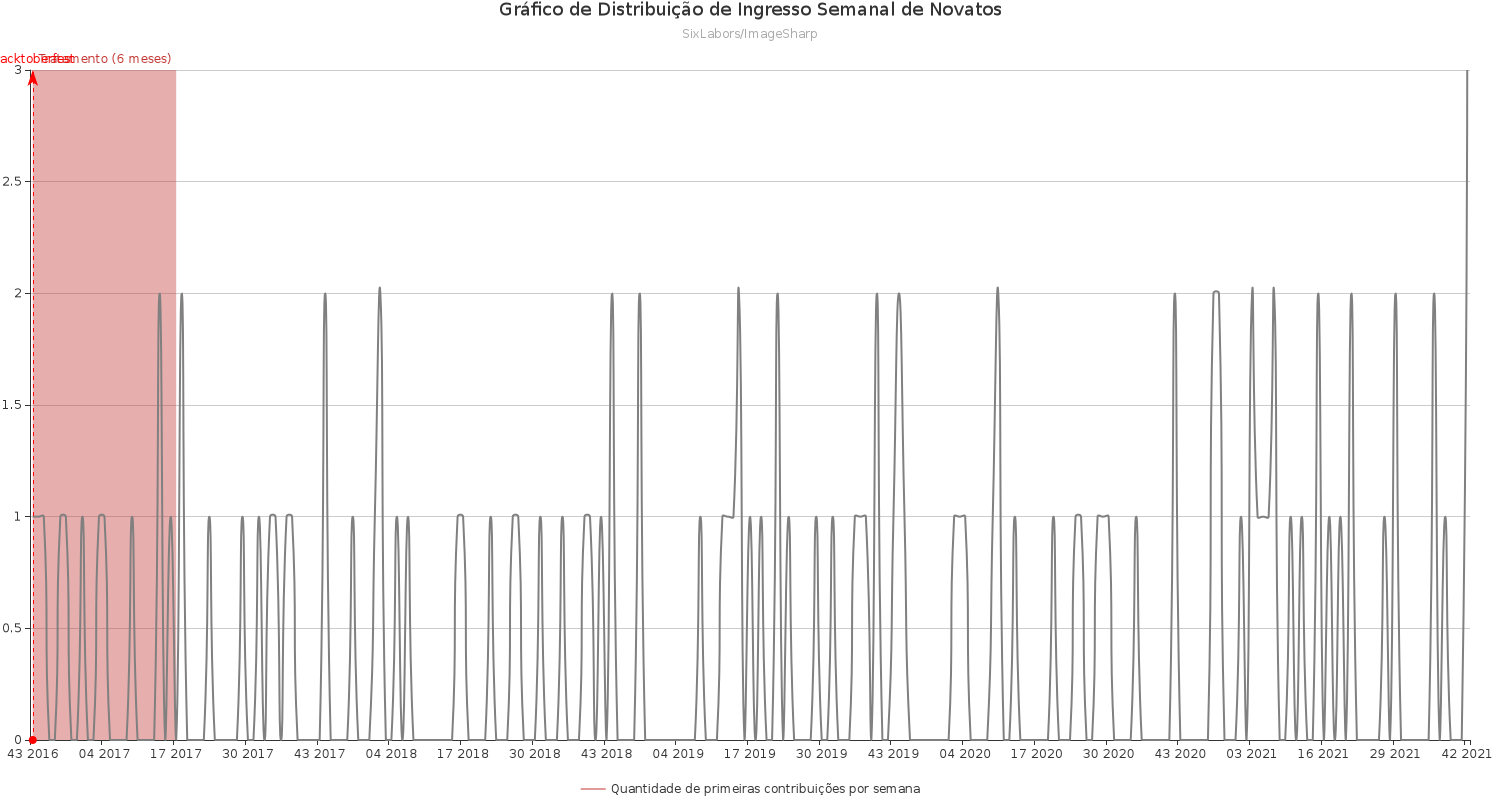 Gráfico de Distribuição de Ingresso Semanal de Novatos
SixLabors/ImageSharp
acktoberfest
Tratamento (6 meses)
3
2.5
2
1.5
1
0.5
0
43 2016 04 2017 17 2017 30 2017 43 2017 04 2018 17 2018 30 2018 43 2018 04 2019 17 2019 30 2019 43 2019 04 2020 17 2020 30 2020 43 2020 03 2021 16 2021 29 2021 42 2021
Quantidade de primeiras contribuições por semana